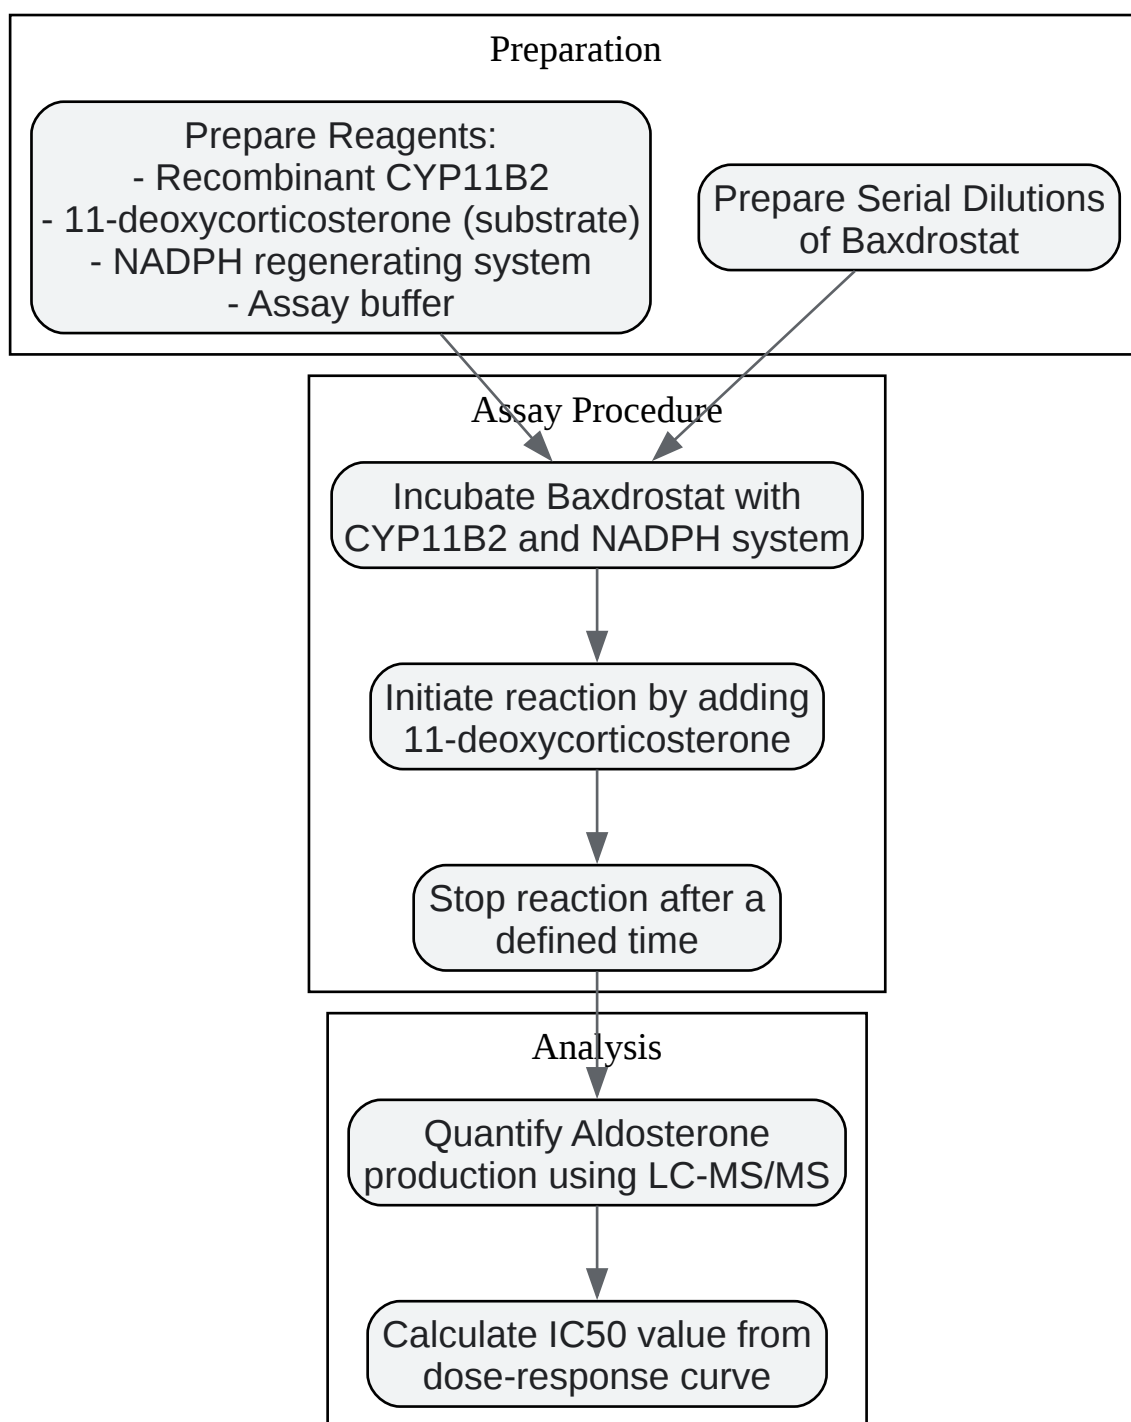 Preparation
Prepare Reagents:
- Recombinant CYP11B2
- 11-deoxycorticosterone (substrate)
- NADPH regenerating system
- Assay buffer
Prepare Serial Dilutions
of Baxdrostat
Assay Procedure
Incubate Baxdrostat with
CYP11B2 and NADPH system
Initiate reaction by adding
11-deoxycorticosterone
Stop reaction after a
defined time
Analysis
Quantify Aldosterone
production using LC-MS/MS
Calculate IC50 value from
dose-response curve